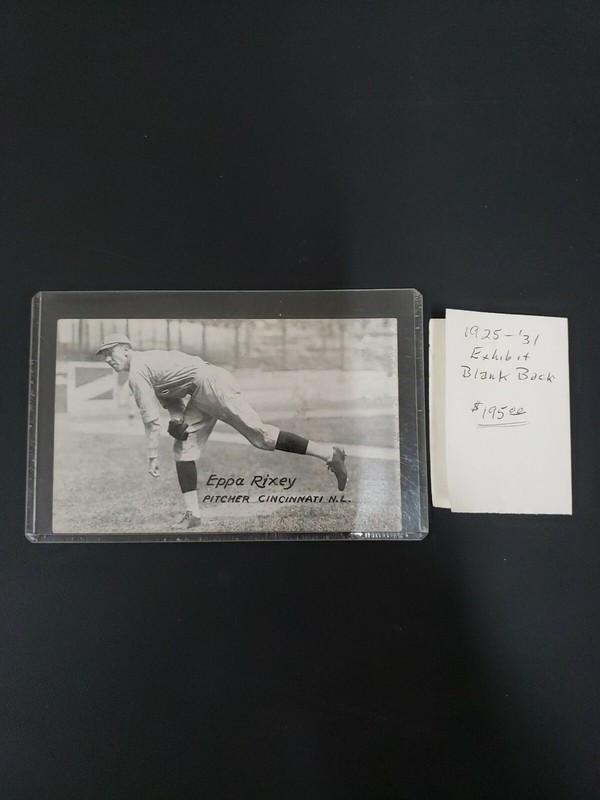 Eppa Rixey
PITCHER CINCINNATI N.L.
1925-'31
Exhibit
Blank Back
$195.00